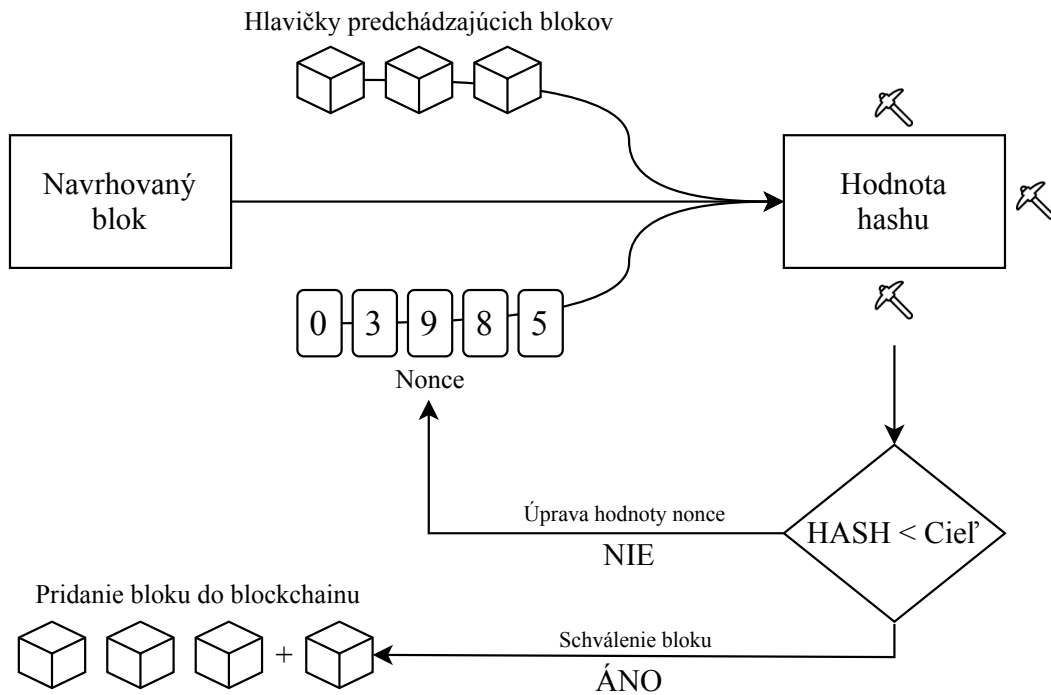 Hlavičky predchádzajúcich blokov
Navrhovaný
blok
Hodnota
hashu
0 3 9 8 5
Nonce
Úprava hodnoty nonce
NIE
HASH < Cieľ
Pridanie bloku do blockchainu
+
Schválenie bloku
ÁNO